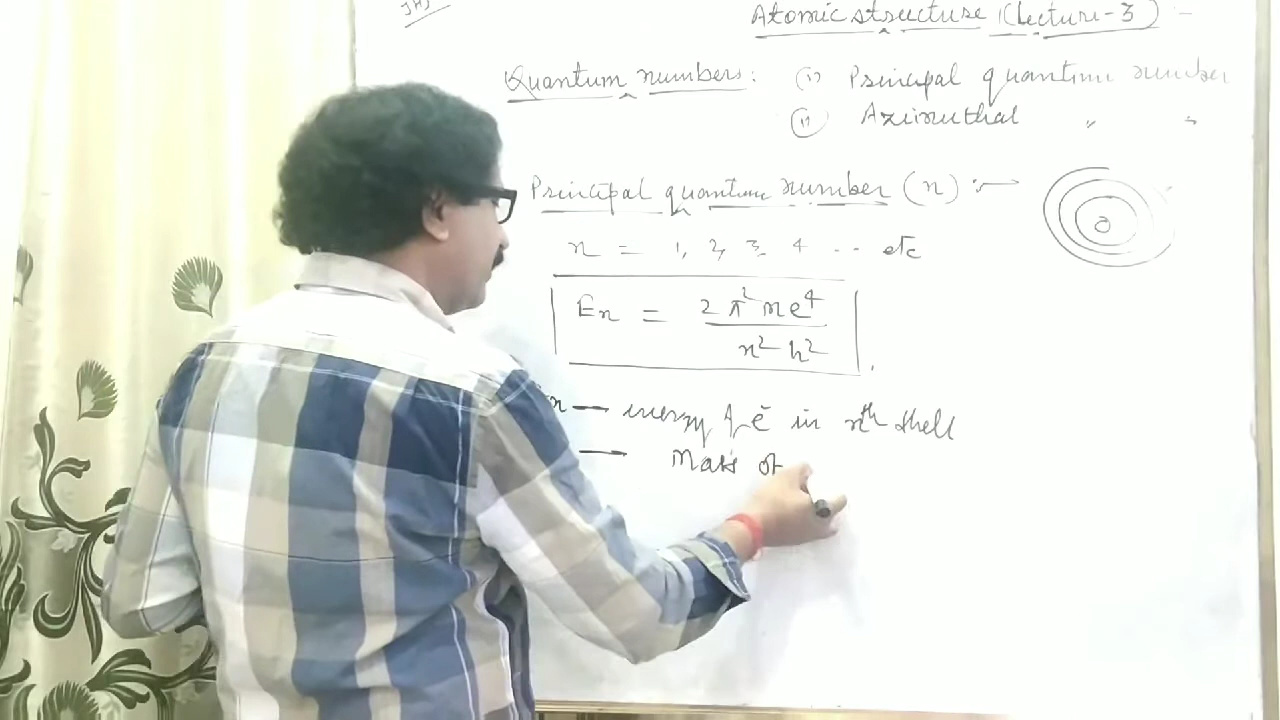 Atomic structure (Lecture-3) :-
Quantum numbers: (i) Principal quantum number
(ii) Azimuthal " "
Principal quantum number (n) :-
n = 1, 2, 3, 4 ... etc
En = 2π²me⁴ / n²h²
n — energy of e⁻ in nᵗʰ shell
— Mass of